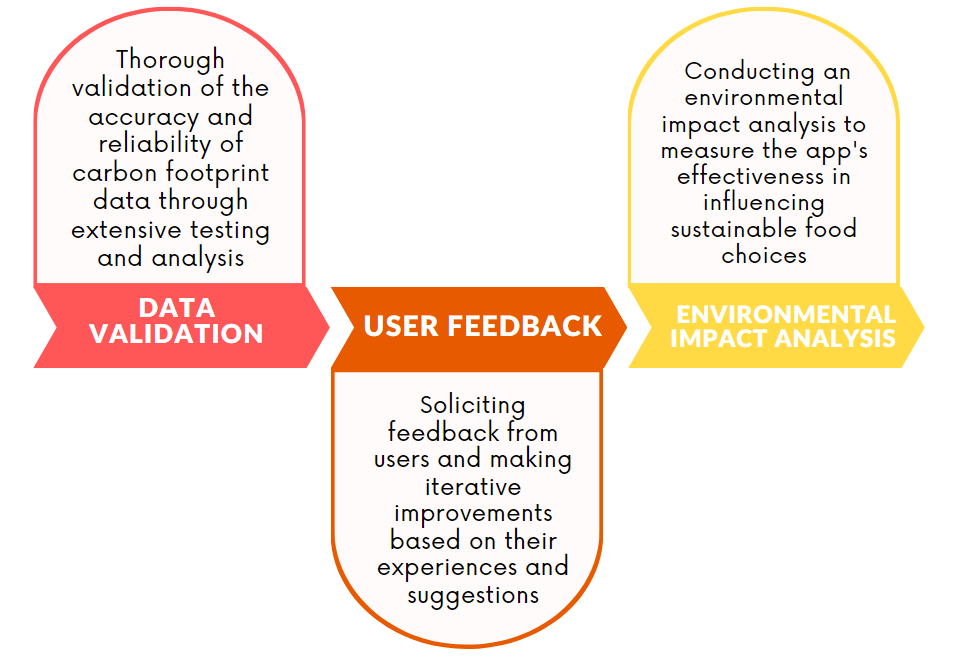 Thorough
validation of the
accuracy and
reliability of
carbon footprint
data through
extensive testing
and analysis
DATA
VALIDATION
USER FEEDBACK
Soliciting
feedback from
users and making
iterative
improvements
based on their
experiences and
suggestions
Conducting an
environmental
impact analysis to
measure the app's
effectiveness in
influencing
sustainable food
choices
ENVIRONMENTAL
IMPACT ANALYSIS